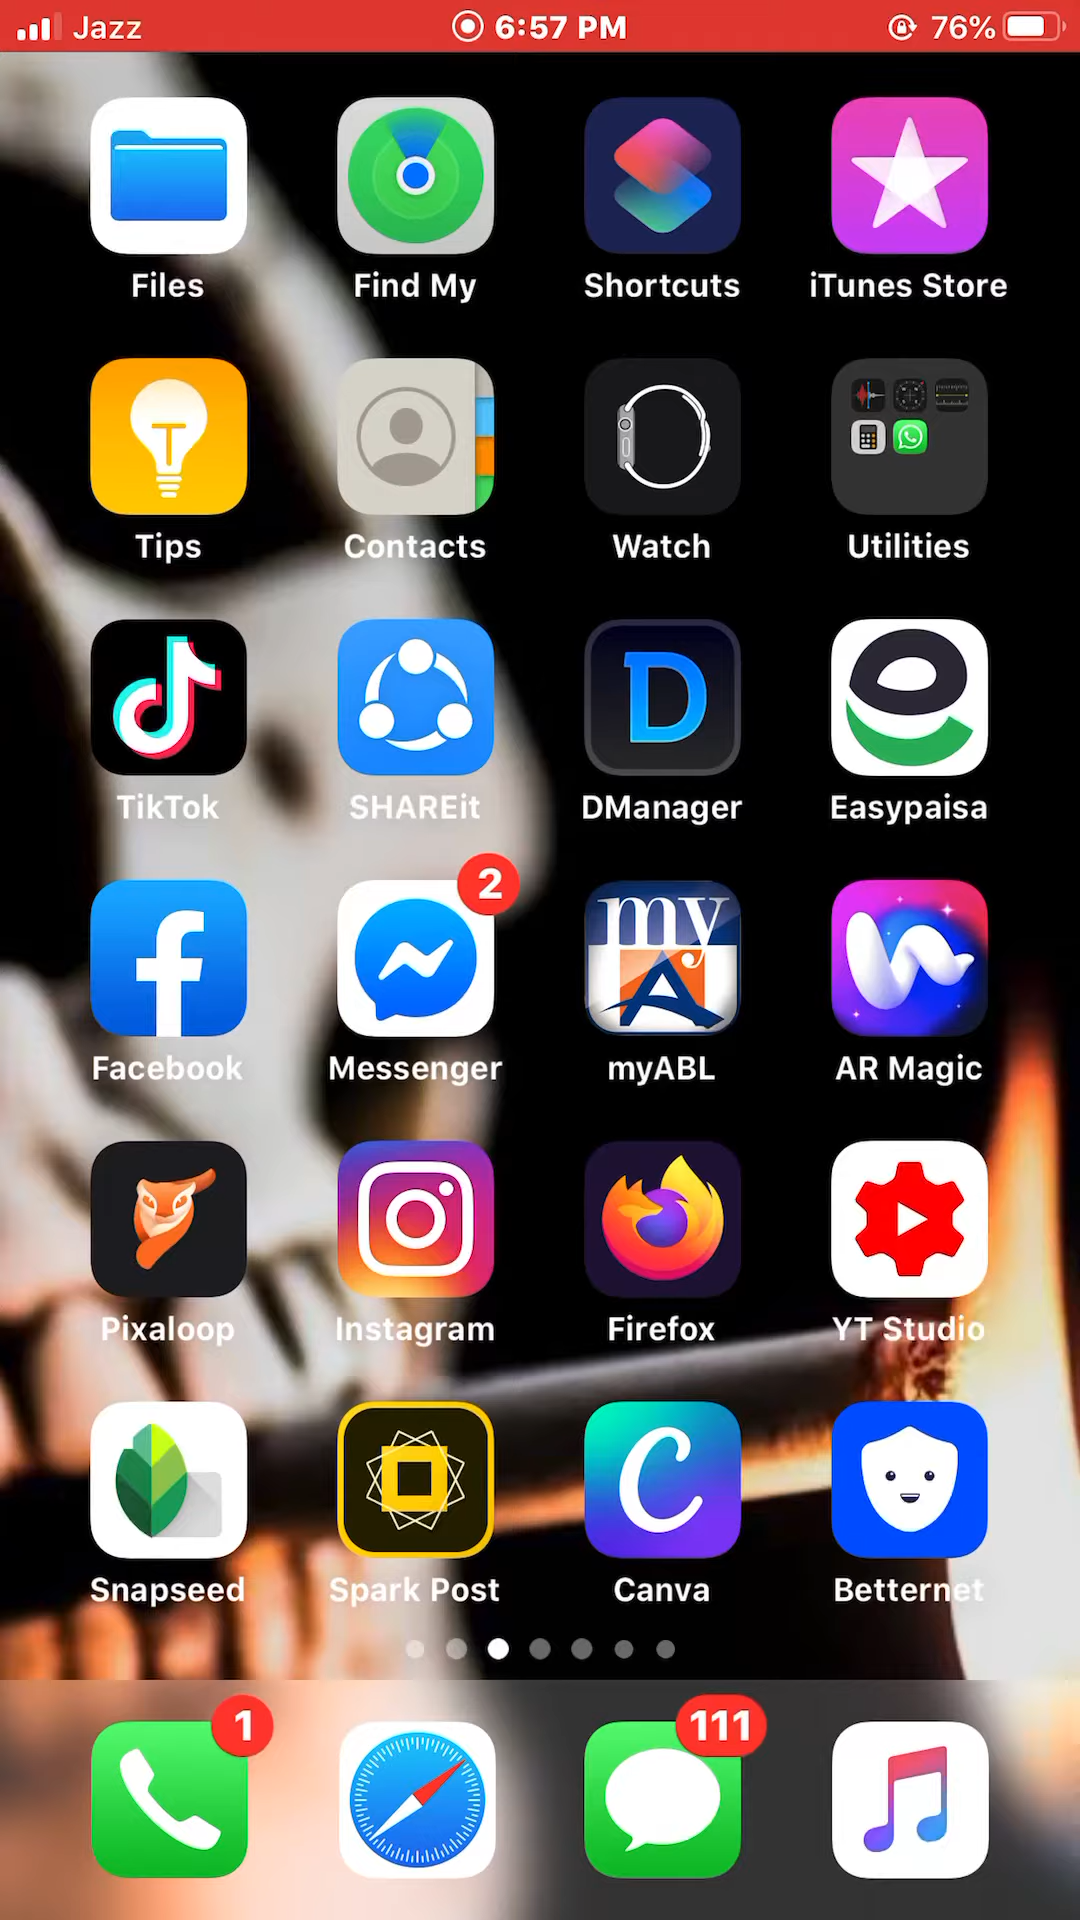 Jazz 6:57 PM 76%
Files Find My Shortcuts iTunes Store
Tips Contacts Watch Utilities
D
TikTok SHAREit DManager Easypaisa
2
my
A
Facebook Messenger myABL AR Magic
Pixaloop Instagram Firefox YT Studio
C
Snapseed Spark Post Canva Betternet
1 111